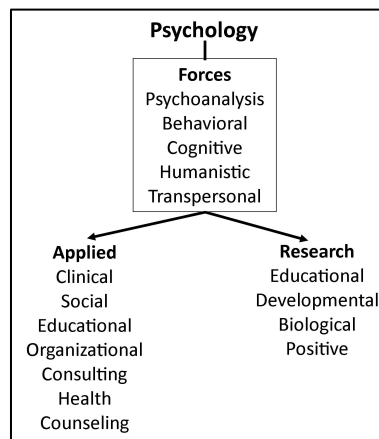 Psychology
Forces
Psychoanalysis
Behavioral
Cognitive
Humanistic
Transpersonal
Applied
Clinical
Social
Educational
Organizational
Consulting
Health
Counseling
Research
Educational
Developmental
Biological
Positive